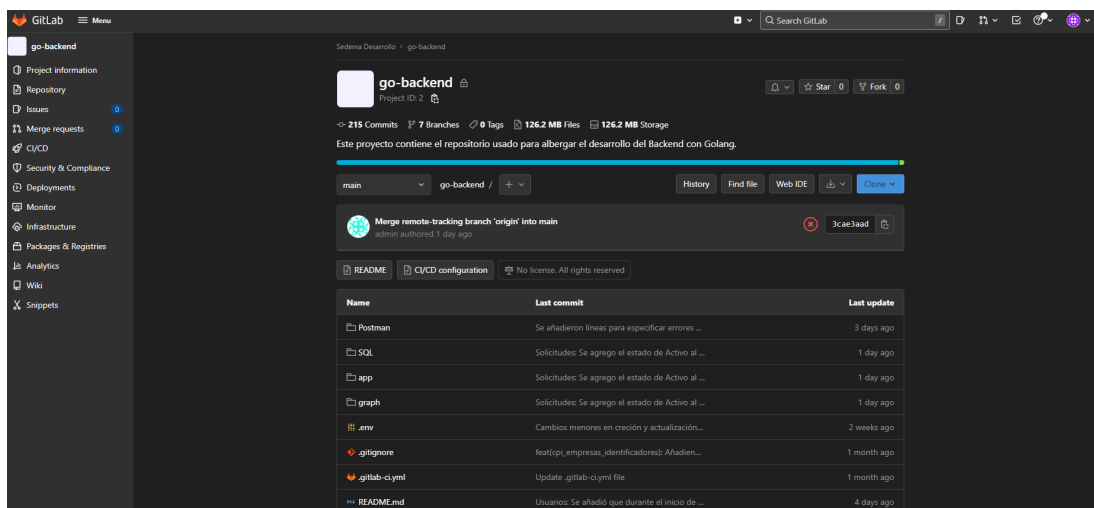 GitLab Menu Search GitLab /
go-backend
Project information
Repository
Issues 0
Merge requests 0
CI/CD
Security & Compliance
Deployments
Monitor
Infrastructure
Packages & Registries
Analytics
Wiki
Snippets
Sedema Desarrollo › go-backend
go-backend
Project ID: 2
Star 0 Fork 0
215 Commits 7 Branches 0 Tags 126.2 MB Files 126.2 MB Storage
Este proyecto contiene el repositorio usado para albergar el desarrollo del Backend con Golang.
main go-backend / + History Find file Web IDE Clone
Merge remote-tracking branch 'origin' into main
admin authored 1 day ago
3cae3aad
README CI/CD configuration No license. All rights reserved
Name Last commit Last update
Postman Se añadieron líneas para especificar errores ... 3 days ago
SQL Solicitudes: Se agrego el estado de Activo al ... 1 day ago
app Solicitudes: Se agrego el estado de Activo al ... 1 day ago
graph Solicitudes: Se agrego el estado de Activo al ... 1 day ago
.env Cambios menores en creción y actualización... 2 weeks ago
.gitignore feat(cpi_empresas_identificadores): Añadien... 1 month ago
.gitlab-ci.yml Update .gitlab-ci.yml file 1 month ago
README.md Usuarios: Se añadió que durante el inicio de ... 4 days ago